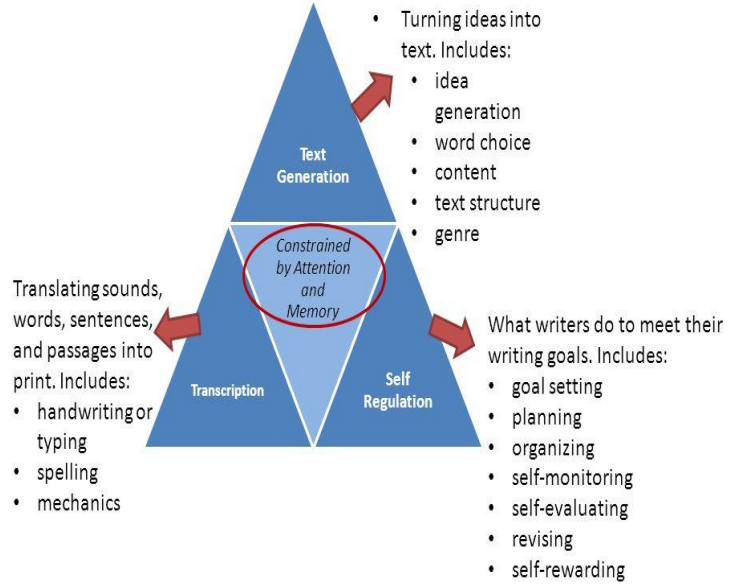 • Turning ideas into
text. Includes:
• idea
generation
• word choice
• content
• text structure
• genre
Text
Generation
Constrained
by Attention
and
Memory
Translating sounds,
words, sentences,
and passages into
print. Includes:
• handwriting or
typing
• spelling
• mechanics
Transcription
Self
Regulation
What writers do to meet their
writing goals. Includes:
• goal setting
• planning
• organizing
• self-monitoring
• self-evaluating
• revising
• self-rewarding